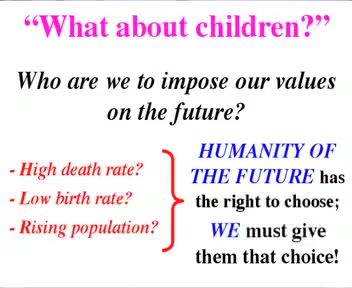 “What about children?”
Who are we to impose our values
on the future?
- High death rate?
- Low birth rate?
- Rising population?
HUMANITY OF
THE FUTURE has
the right to choose;
WE must give
them that choice!